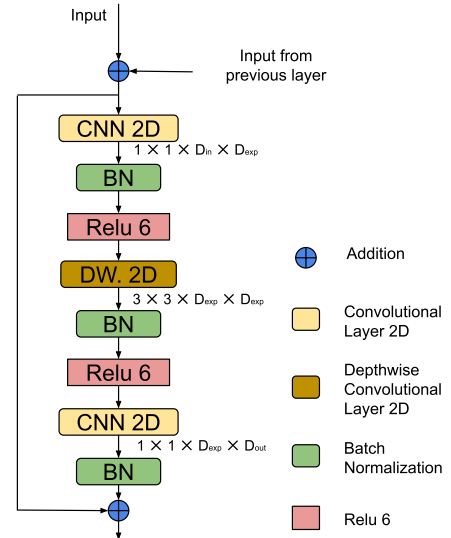 Input
Input from
previous layer
CNN 2D
1 × 1 × Din × Dexp
BN
Relu 6
DW. 2D
3 × 3 × Dexp × Dexp
BN
Relu 6
CNN 2D
1 × 1 × Dexp × Dout
BN
Addition
Convolutional
Layer 2D
Depthwise
Convolutional
Layer 2D
Batch
Normalization
Relu 6